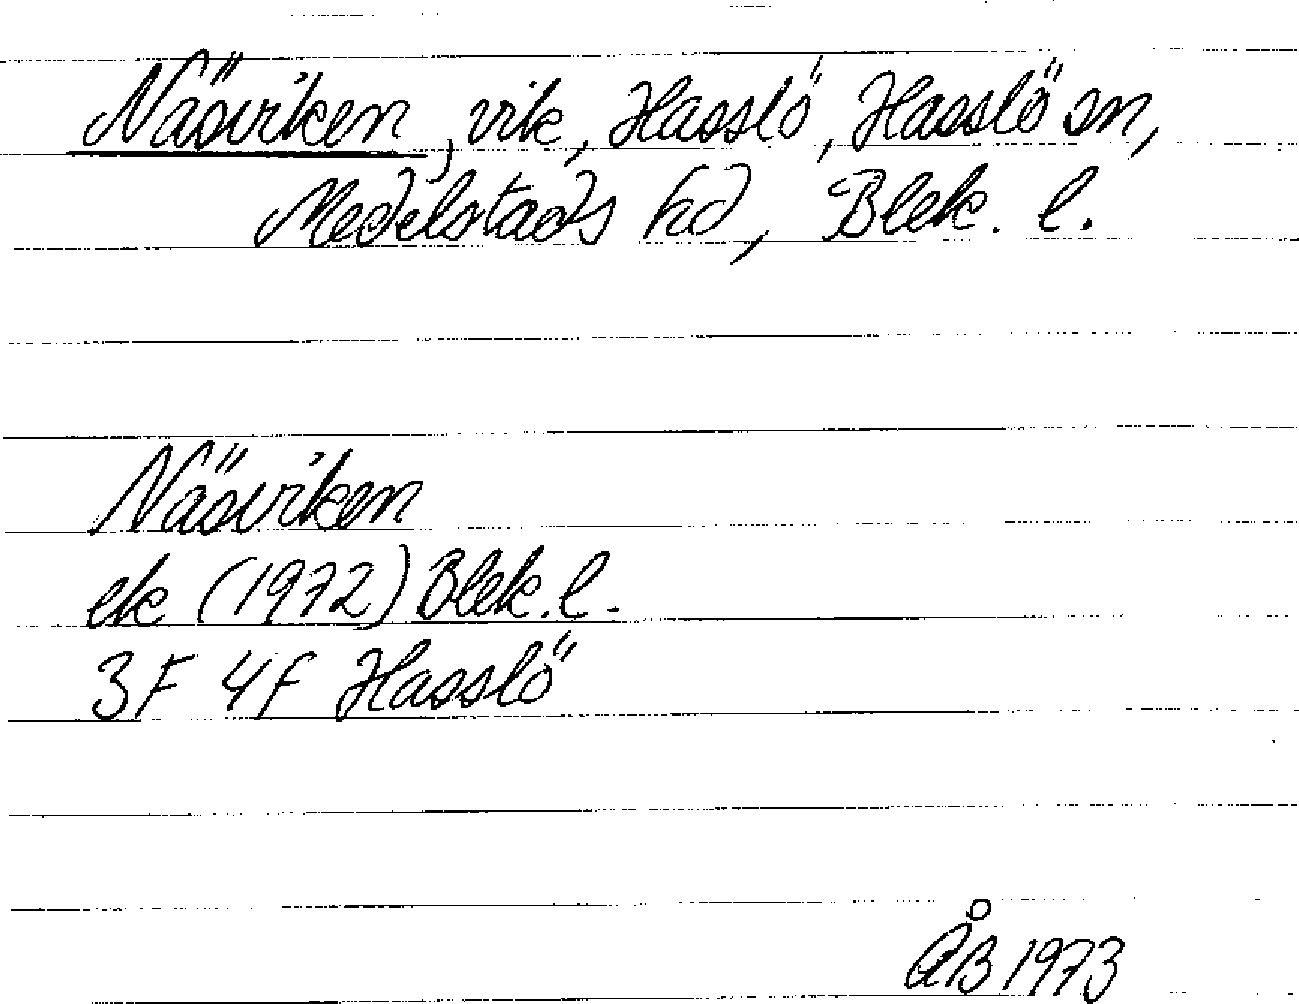 Näsviken, vik, Hasslö, Hasslö sn,
Medelstads hd, Blek. l.
Näsviken
ek (1972) Blek. l.
3F 4f Hasslö
ÅB 1973